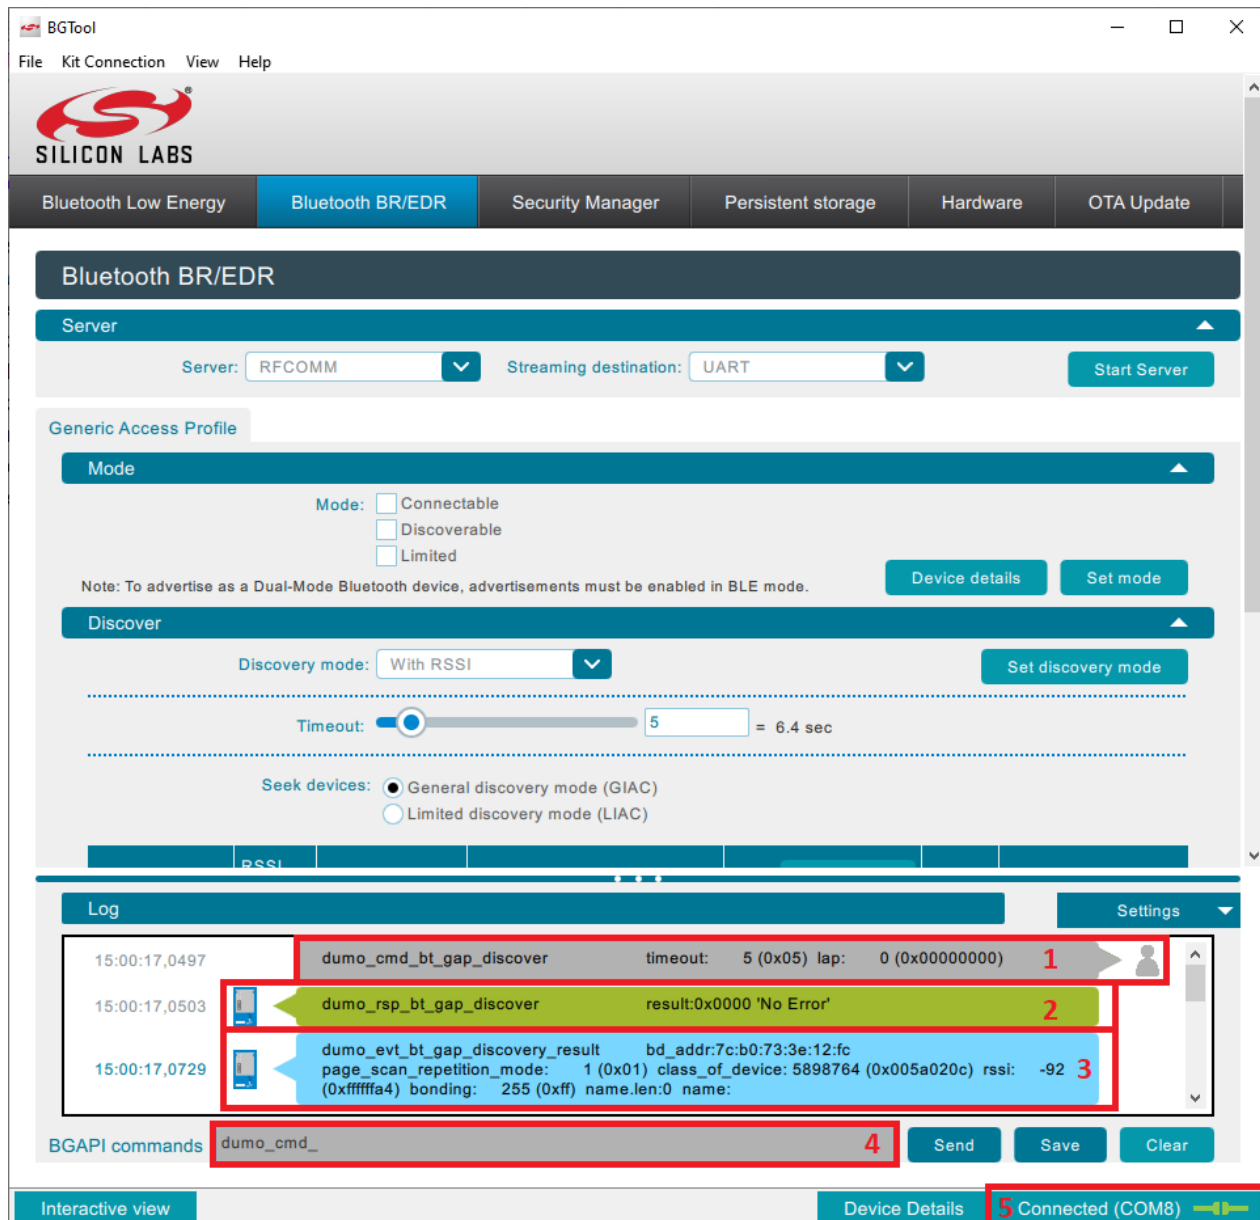 BGTool
File Kit Connection View Help
SILICON LABS
Bluetooth Low Energy Bluetooth BR/EDR Security Manager Persistent storage Hardware OTA Update
Bluetooth BR/EDR
Server
Server: RFCOMM Streaming destination: UART Start Server
Generic Access Profile
Mode
Mode: Connectable
Discoverable
Limited
Note: To advertise as a Dual-Mode Bluetooth device, advertisements must be enabled in BLE mode. Device details Set mode
Discover
Discovery mode: With RSSI Set discovery mode
Timeout: 5 = 6.4 sec
Seek devices: General discovery mode (GIAC)
Limited discovery mode (LIAC)
RSSI
Log Settings
15:00:17,0497 dumo_cmd_bt_gap_discover timeout: 5 (0x05) lap: 0 (0x00000000) 1
15:00:17,0503 dumo_rsp_bt_gap_discover result:0x0000 'No Error' 2
dumo_evt_bt_gap_discovery_result bd_addr:7c:b0:73:3e:12:fc
15:00:17,0729 page_scan_repetition_mode: 1 (0x01) class_of_device: 5898764 (0x005a020c) rssi: -92 3
(0xffffffa4) bonding: 255 (0xff) name.len:0 name:
BGAPI commands dumo_cmd_ 4 Send Save Clear
Interactive view Device Details 5 Connected (COM8)